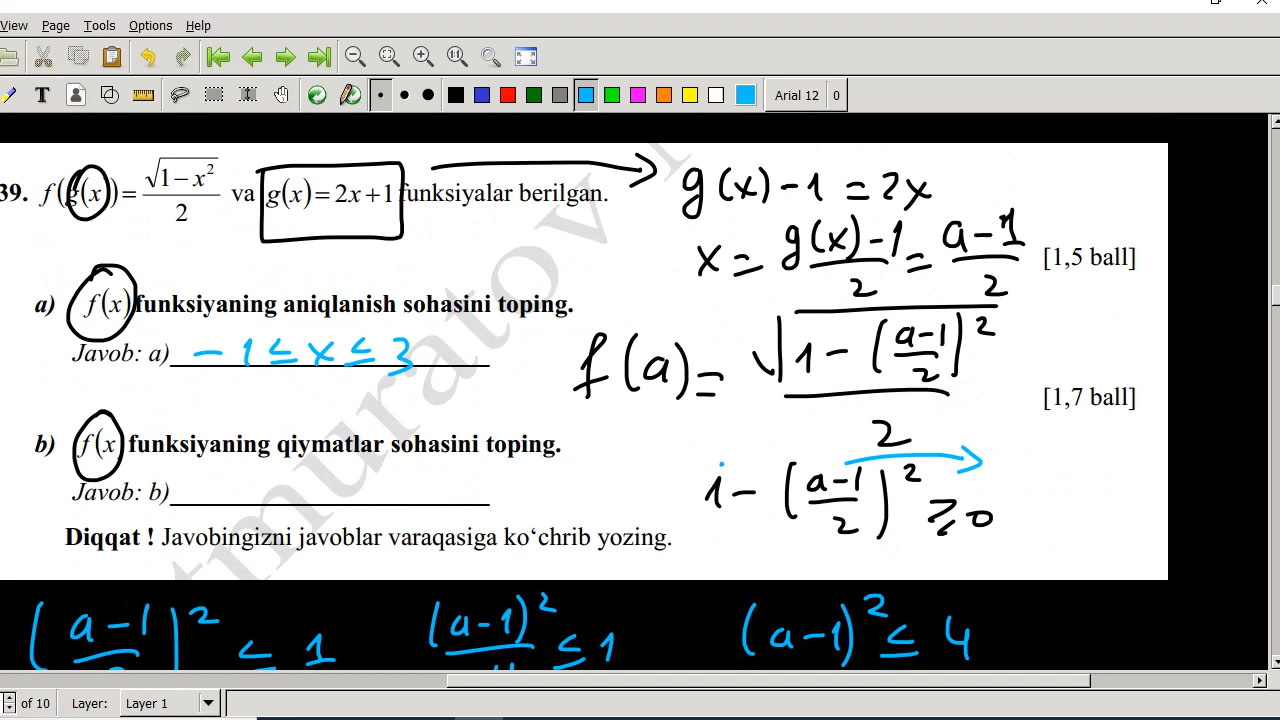 View Page Tools Options Help
Arial 12 0
39. f(g(x)) = √(1 − x²) / 2 va g(x) = 2x + 1 funksiyalar berilgan.
g(x) − 1 = 2x
x = (g(x) − 1) / 2 = (a − 1) / 2
[1,5 ball]
a) f(x) funksiyaning aniqlanish sohasini toping.
Javob: a) −1 ≤ x ≤ 3
f(a) = √(1 − ((a − 1) / 2)²) / 2
[1,7 ball]
b) f(x funksiyaning qiymatlar sohasini toping.
Javob: b)
1 − ((a − 1) / 2)² ≥ 0
Diqqat ! Javobingizni javoblar varaqasiga ko‘chrib yozing.
muratov
((a − 1) / 2)² ≤ 1 (a − 1)² / 4 ≤ 1 (a − 1)² ≤ 4
of 10 Layer: Layer 1